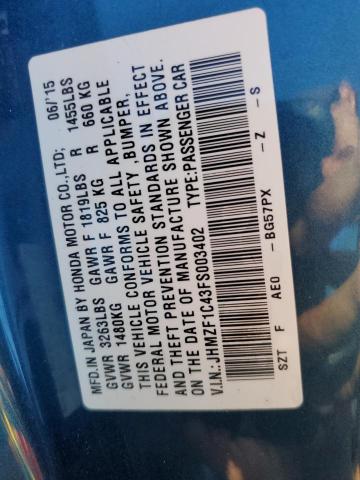 MFD.IN JAPAN BY HONDA MOTOR CO.,LTD; 06/'15
GVWR 3263LBS GAWR F 1819LBS R 1455LBS
GVWR 1480KG GAWR F 825 KG R 660 KG
THIS VEHICLE CONFORMS TO ALL APPLICABLE
FEDERAL MOTOR VEHICLE SAFETY ,BUMPER,
AND THEFT PREVENTION STANDARDS IN EFFECT
ON THE DATE OF MANUFACTURE SHOWN ABOVE.
V.I.N.:JHMZF1C43FS003402 TYPE:PASSENGER CAR
SZT F AE0 -BG57PX -Z -S